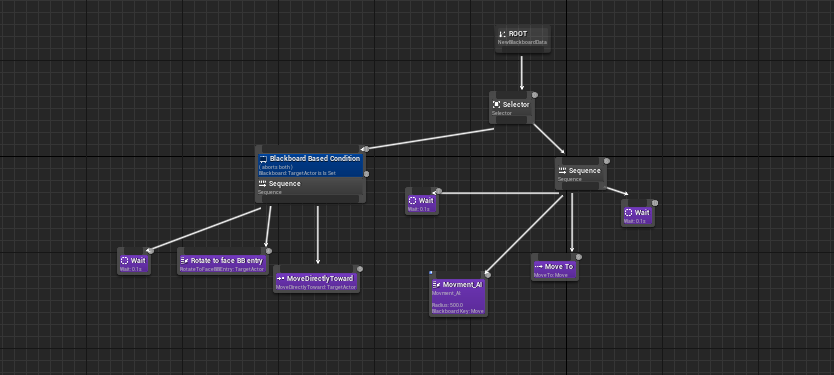 ROOT
NewBlackboardData
Selector
Selector
Blackboard Based Condition
( aborts both )
Blackboard: TargetActor is Is Set
Sequence
Sequence
Sequence
Sequence
Wait
Wait: 0.1s
Wait
Wait: 0.1s
Wait
Wait: 0.1s
Rotate to face BB entry
RotateToFaceBBEntry: TargetActor
MoveDirectlyToward
MoveDirectlyToward: TargetActor
Movment_AI
Movment_AI
Radius: 500.0
Blackboard Key: Move
Move To
MoveTo: Move